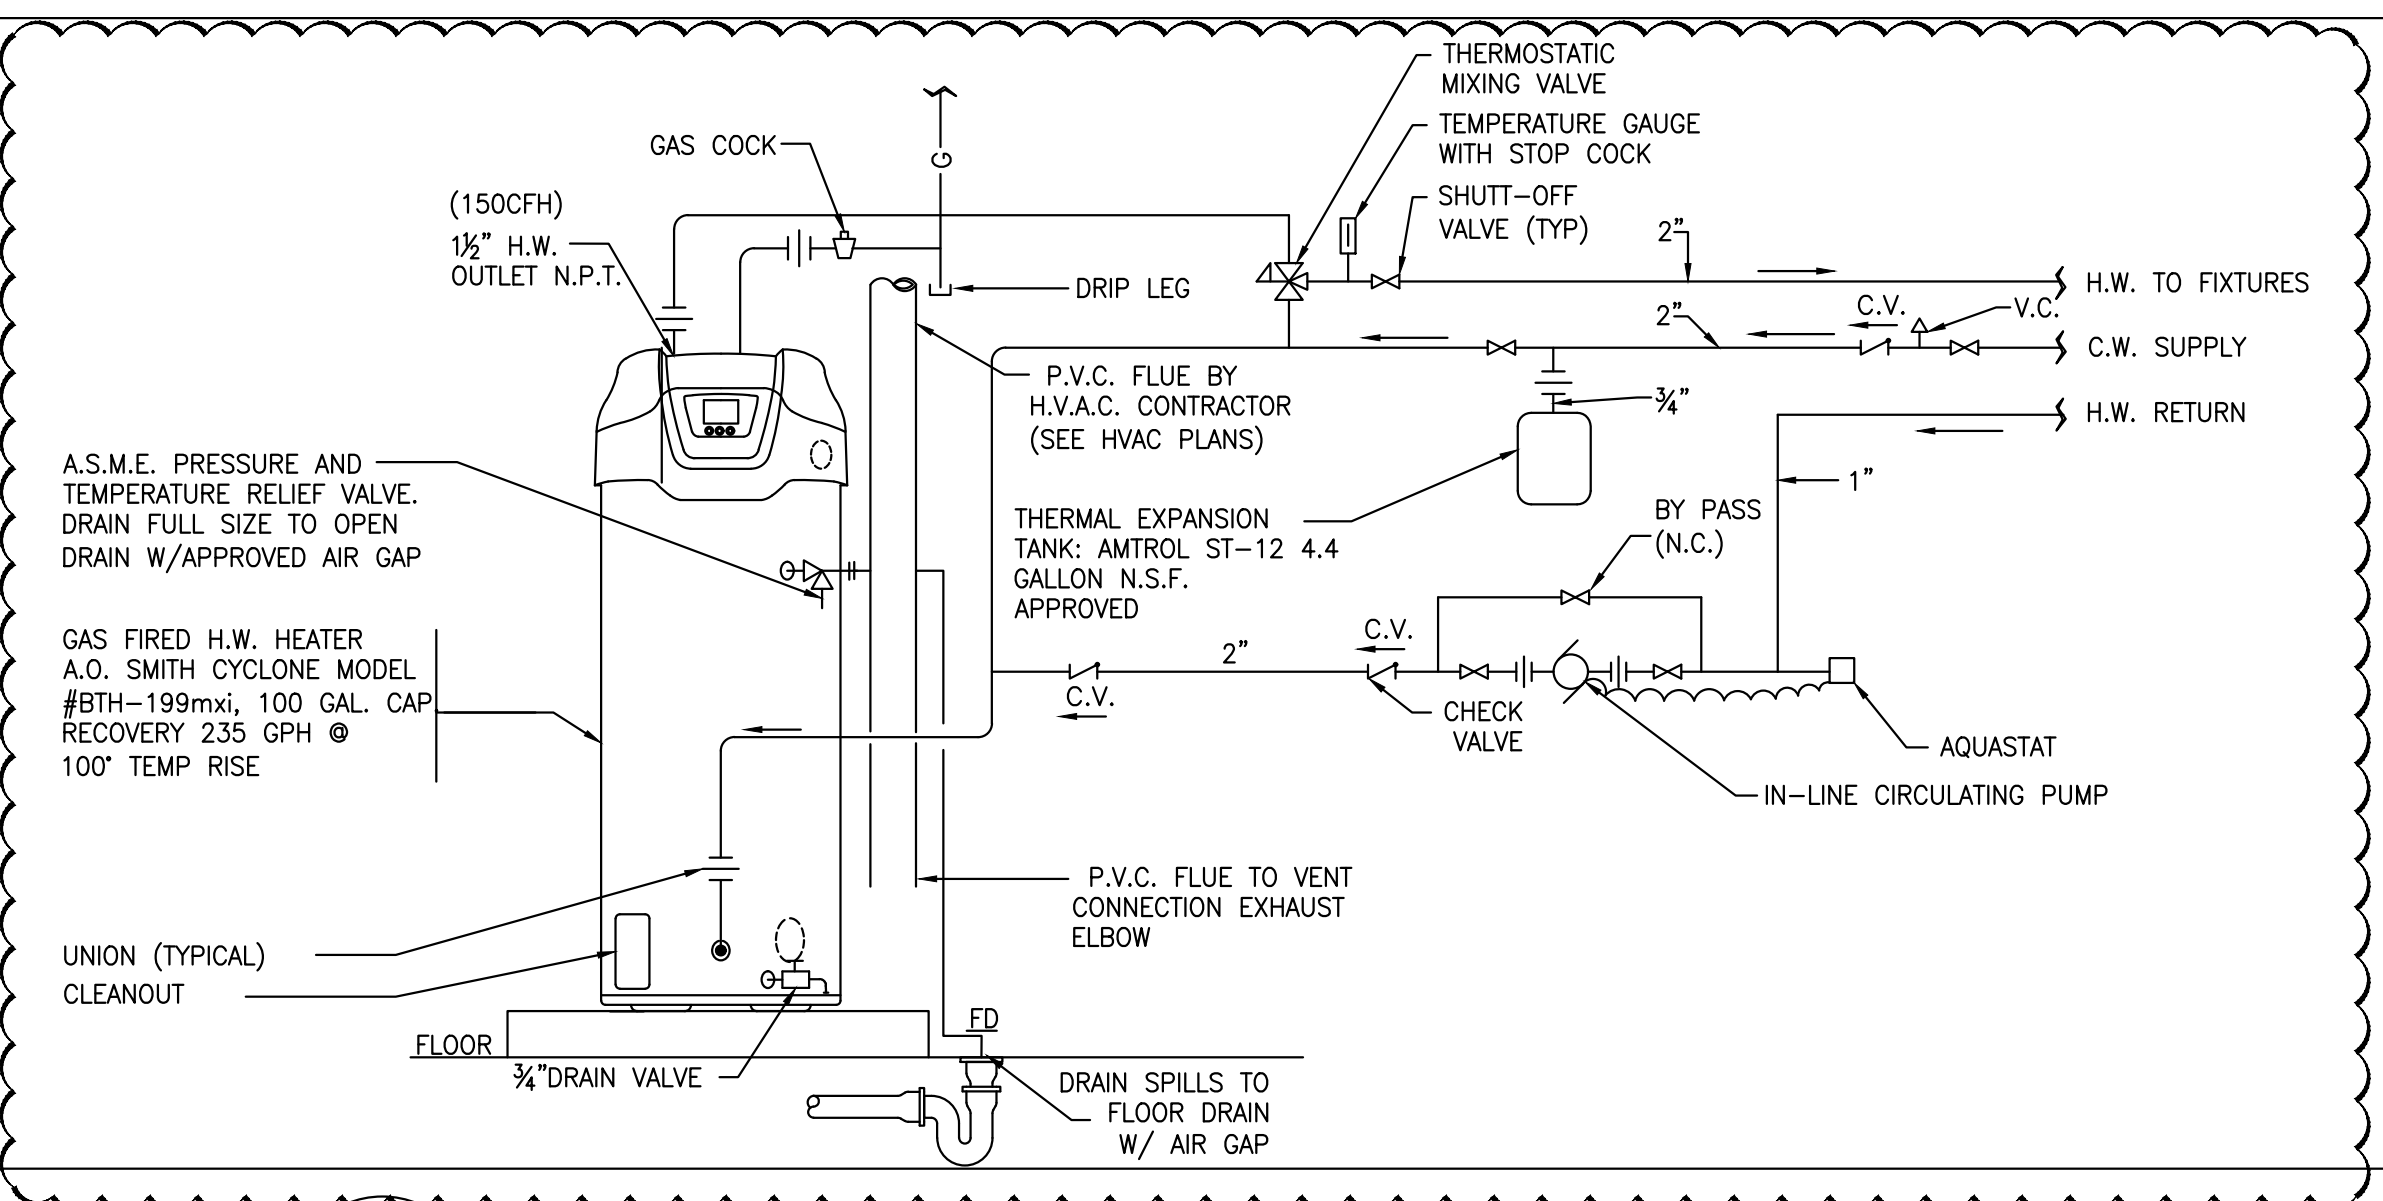 THERMOSTATIC
MIXING VALVE
TEMPERATURE GAUGE
WITH STOP COCK
SHUTT-OFF
VALVE (TYP)
GAS COCK
G
(150CFH)
1½" H.W.
OUTLET N.P.T.
DRIP LEG
2"
H.W. TO FIXTURES
2"
C.V.
V.C.
C.W. SUPPLY
P.V.C. FLUE BY
H.V.A.C. CONTRACTOR
(SEE HVAC PLANS)
¾"
H.W. RETURN
1"
A.S.M.E. PRESSURE AND
TEMPERATURE RELIEF VALVE.
DRAIN FULL SIZE TO OPEN
DRAIN W/APPROVED AIR GAP
THERMAL EXPANSION
TANK: AMTROL ST-12 4.4
GALLON N.S.F.
APPROVED
BY PASS
(N.C.)
GAS FIRED H.W. HEATER
A.O. SMITH CYCLONE MODEL
#BTH-199mxi, 100 GAL. CAP
RECOVERY 235 GPH @
100° TEMP RISE
2"
C.V.
C.V.
CHECK
VALVE
AQUASTAT
IN-LINE CIRCULATING PUMP
P.V.C. FLUE TO VENT
CONNECTION EXHAUST
ELBOW
UNION (TYPICAL)
CLEANOUT
FLOOR
FD
¾"DRAIN VALVE
DRAIN SPILLS TO
FLOOR DRAIN
W/ AIR GAP